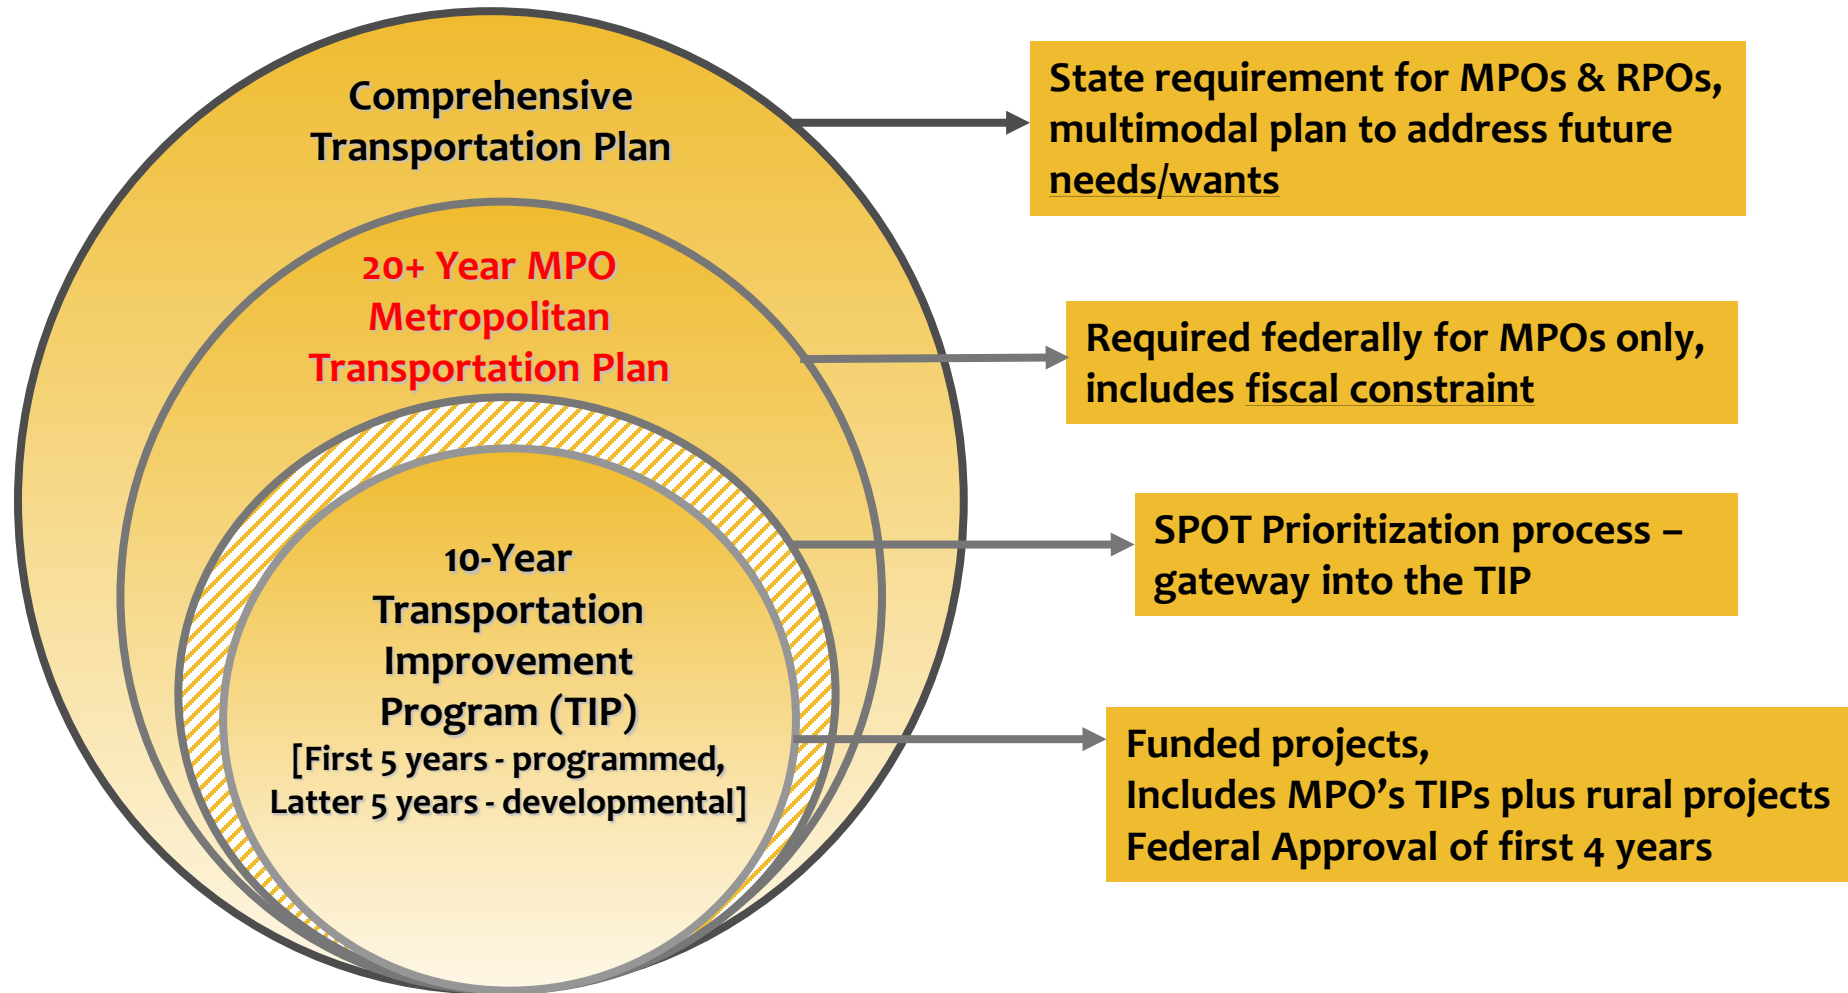 Comprehensive
Transportation Plan
State requirement for MPOs & RPOs,
multimodal plan to address future
needs/wants
20+ Year MPO
Metropolitan
Transportation Plan
Required federally for MPOs only,
includes fiscal constraint
SPOT Prioritization process –
gateway into the TIP
10-Year
Transportation
Improvement
Program (TIP)
[First 5 years - programmed,
Latter 5 years - developmental]
Funded projects,
Includes MPO’s TIPs plus rural projects
Federal Approval of first 4 years